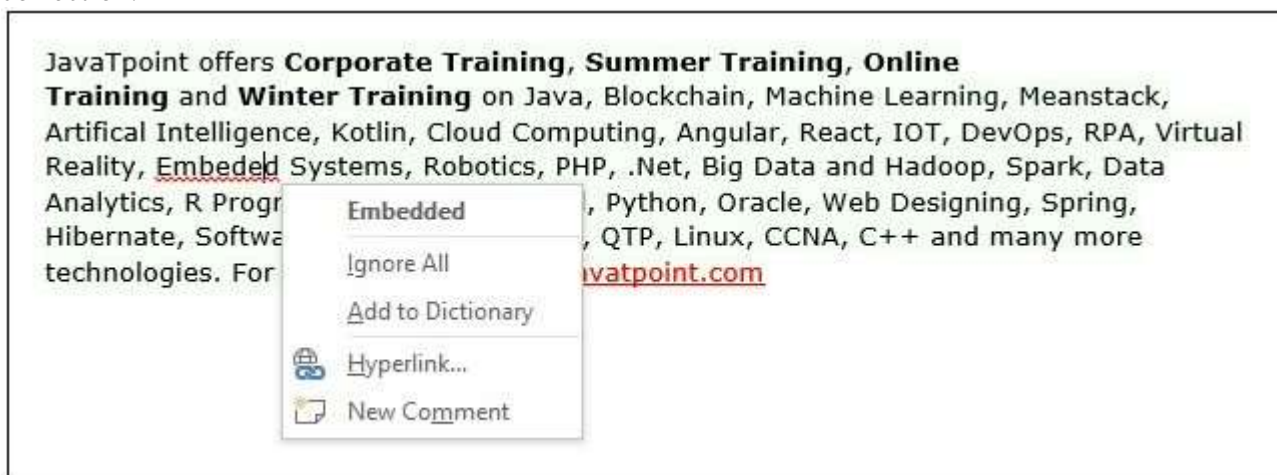 JavaTpoint offers Corporate Training, Summer Training, Online
Training and Winter Training on Java, Blockchain, Machine Learning, Meanstack,
Artifical Intelligence, Kotlin, Cloud Computing, Angular, React, IOT, DevOps, RPA, Virtual
Reality, Embeded Systems, Robotics, PHP, .Net, Big Data and Hadoop, Spark, Data
Analytics, R Progr , Python, Oracle, Web Designing, Spring,
Hibernate, Softwa , QTP, Linux, CCNA, C++ and many more
technologies. For vatpoint.com
Embedded
Ignore All
Add to Dictionary
Hyperlink...
New Comment